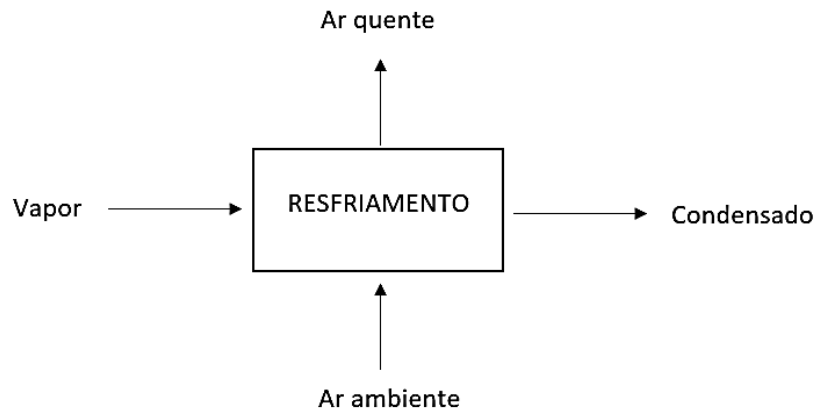 Ar quente
Vapor
RESFRIAMENTO
Condensado
Ar ambiente